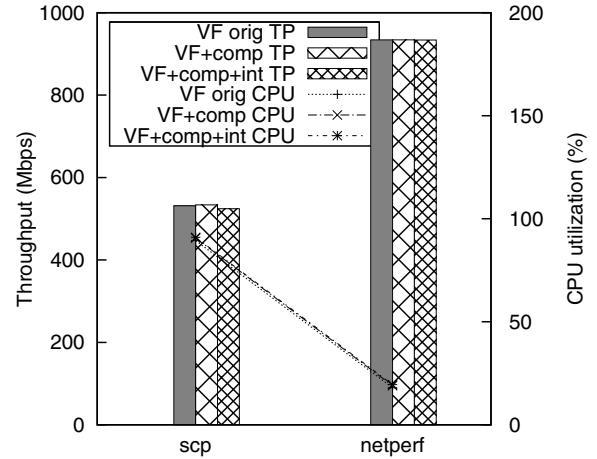 1000
800
600
400
200
0
Throughput (Mbps)
VF orig TP
VF+comp TP
VF+comp+int TP
VF orig CPU
VF+comp CPU
VF+comp+int CPU
200
150
100
50
0
CPU utilization (%)
scp netperf